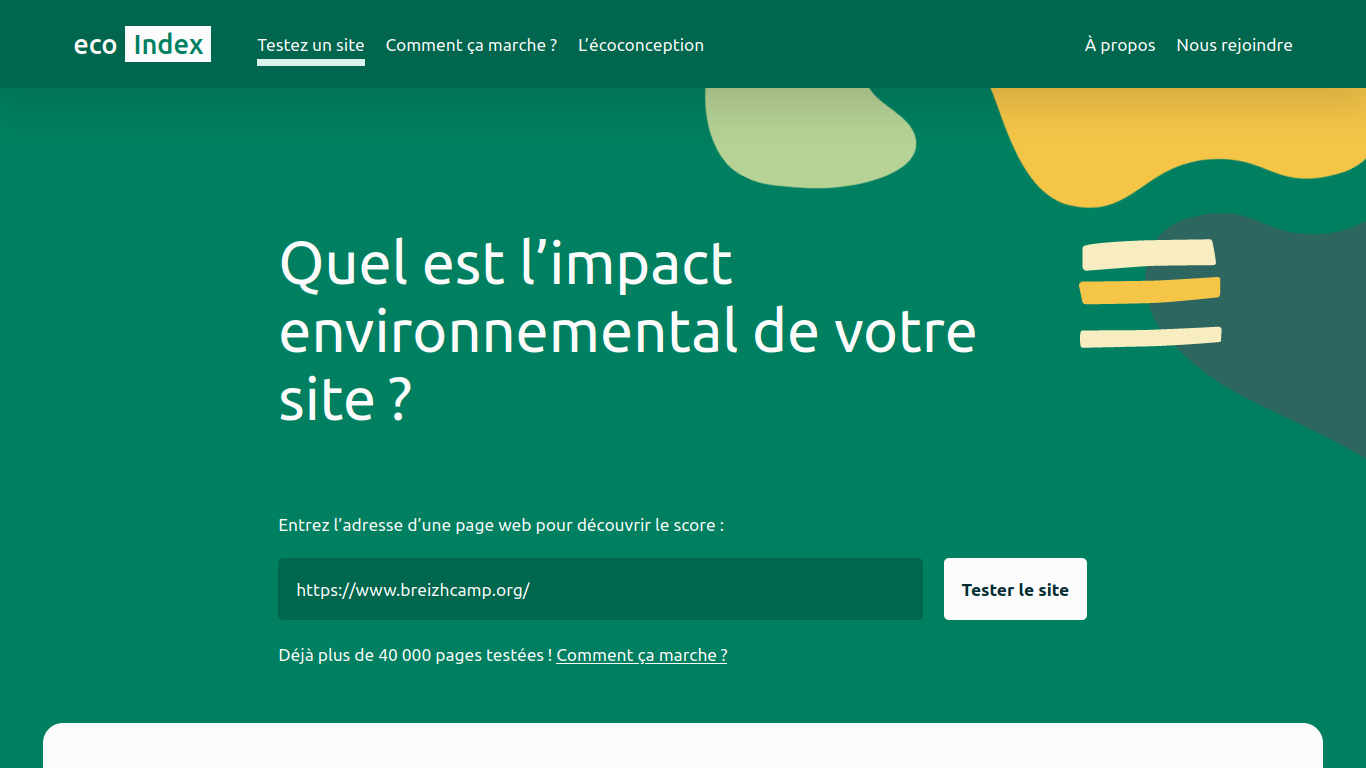 eco Index
Testez un site
Comment ça marche ?
L’écoconception
À propos
Nous rejoindre
Quel est l’impact
environnemental de votre
site ?
Entrez l’adresse d’une page web pour découvrir le score :
https://www.breizhcamp.org/
Tester le site
Déjà plus de 40 000 pages testées ! Comment ça marche ?